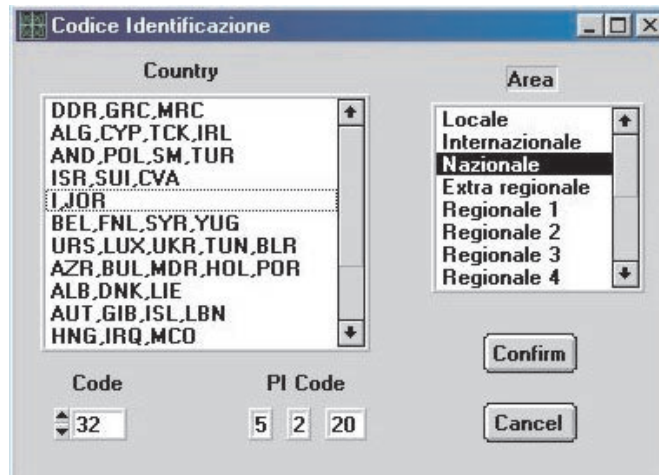 Codice Identificazione
Country
DDR,GRC,MRC
ALG,CYP,TCK,IRL
AND,POL,SM,TUR
ISR,SUI,CVA
I,JOR
BEL,FNL,SYR,YUG
URS,LUX,UKR,TUN,BLR
AZR,BUL,MDR,HOL,POR
ALB,DNK,LIE
AUT,GIB,ISL,LBN
HNG,IRQ,MCO
Area
Locale
Internazionale
Nazionale
Extra regionale
Regionale 1
Regionale 2
Regionale 3
Regionale 4
Code
32
PI Code
5 2 20
Confirm
Cancel